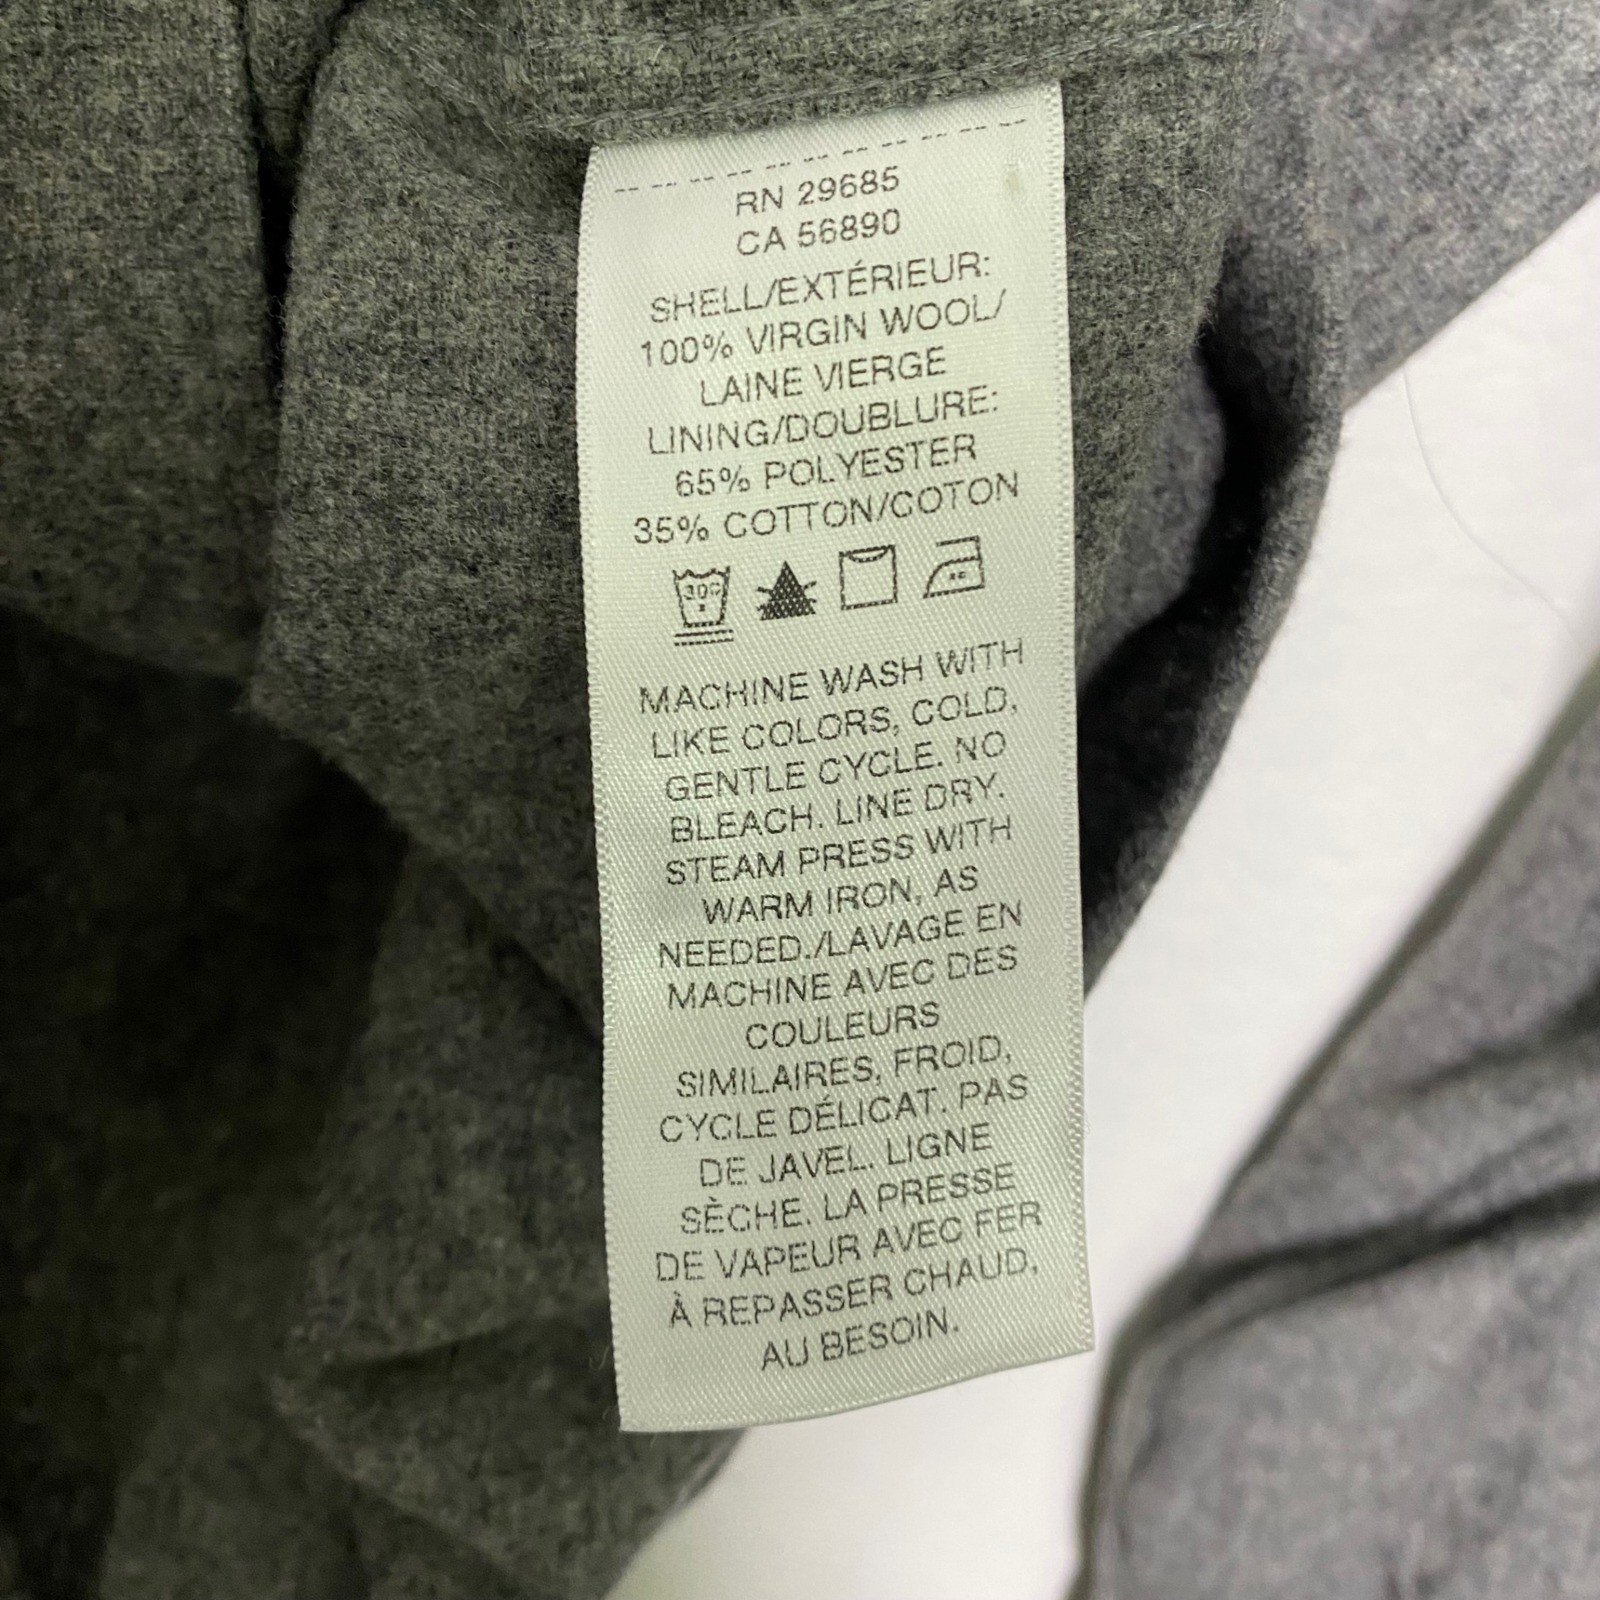 RN 29685
CA 56890
SHELL/EXTÉRIEUR:
100% VIRGIN WOOL/
LAINE VIERGE
LINING/DOUBLURE:
65% POLYESTER
35% COTTON/COTON
30C
MACHINE WASH WITH
LIKE COLORS, COLD,
GENTLE CYCLE. NO
BLEACH. LINE DRY.
STEAM PRESS WITH
WARM IRON, AS
NEEDED./LAVAGE EN
MACHINE AVEC DES
COULEURS
SIMILAIRES, FROID,
CYCLE DÉLICAT. PAS
DE JAVEL. LIGNE
SÈCHE. LA PRESSE
DE VAPEUR AVEC FER
À REPASSER CHAUD,
AU BESOIN.